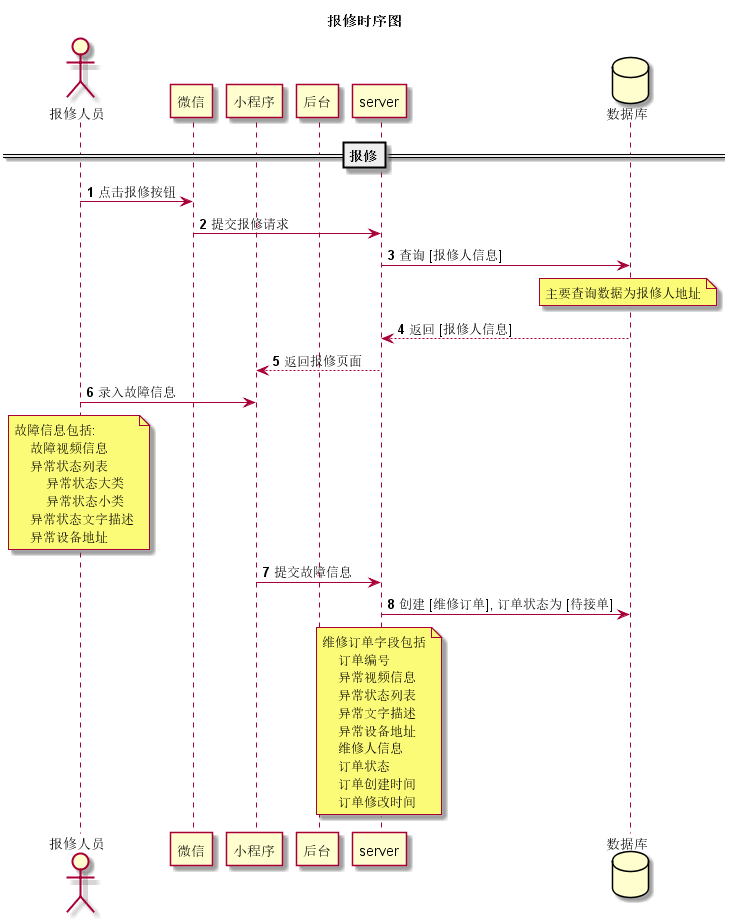 报修时序图
报修人员
微信
小程序
后台
server
数据库
报修
1 点击报修按钮
2 提交报修请求
3 查询 [报修人信息]
主要查询数据为报修人地址
4 返回 [报修人信息]
5 返回报修页面
6 录入故障信息
故障信息包括:
故障视频信息
异常状态列表
异常状态大类
异常状态小类
异常状态文字描述
异常设备地址
7 提交故障信息
8 创建 [维修订单], 订单状态为 [待接单]
维修订单字段包括
订单编号
异常视频信息
异常状态列表
异常文字描述
异常设备地址
维修人信息
订单状态
订单创建时间
订单修改时间
报修人员
微信
小程序
后台
server
数据库